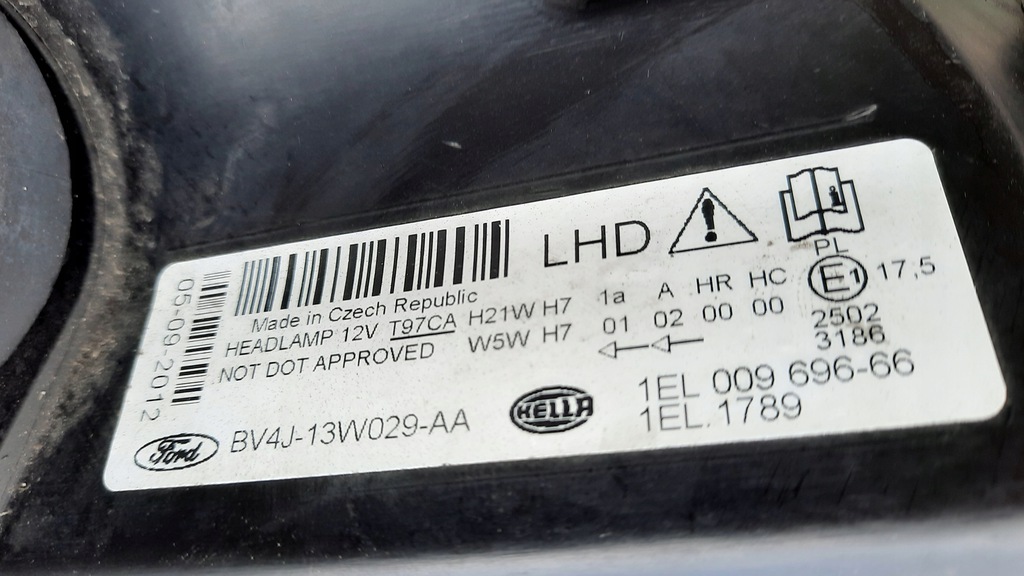 05-09-2012
LHD
Made in Czech Republic
HEADLAMP 12V T97CA H21W H7
NOT DOT APPROVED W5W H7
1a A HR HC
01 02 00 00
PL
E1 17,5
2502
3186
Ford
BV4J-13W029-AA
HELLA
1EL 009 696-66
1EL.1789